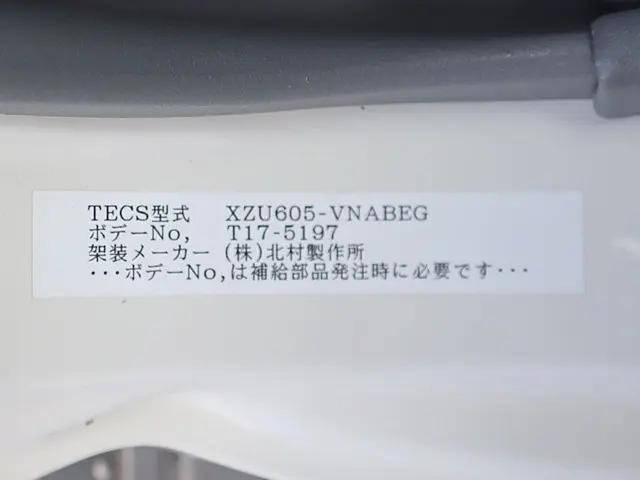 TECS型式 XZU605-VNABEG
ボデーNo, T17-5197
架装メーカー (株)北村製作所
・・・ボデーNo,は補給部品発注時に必要です・・・